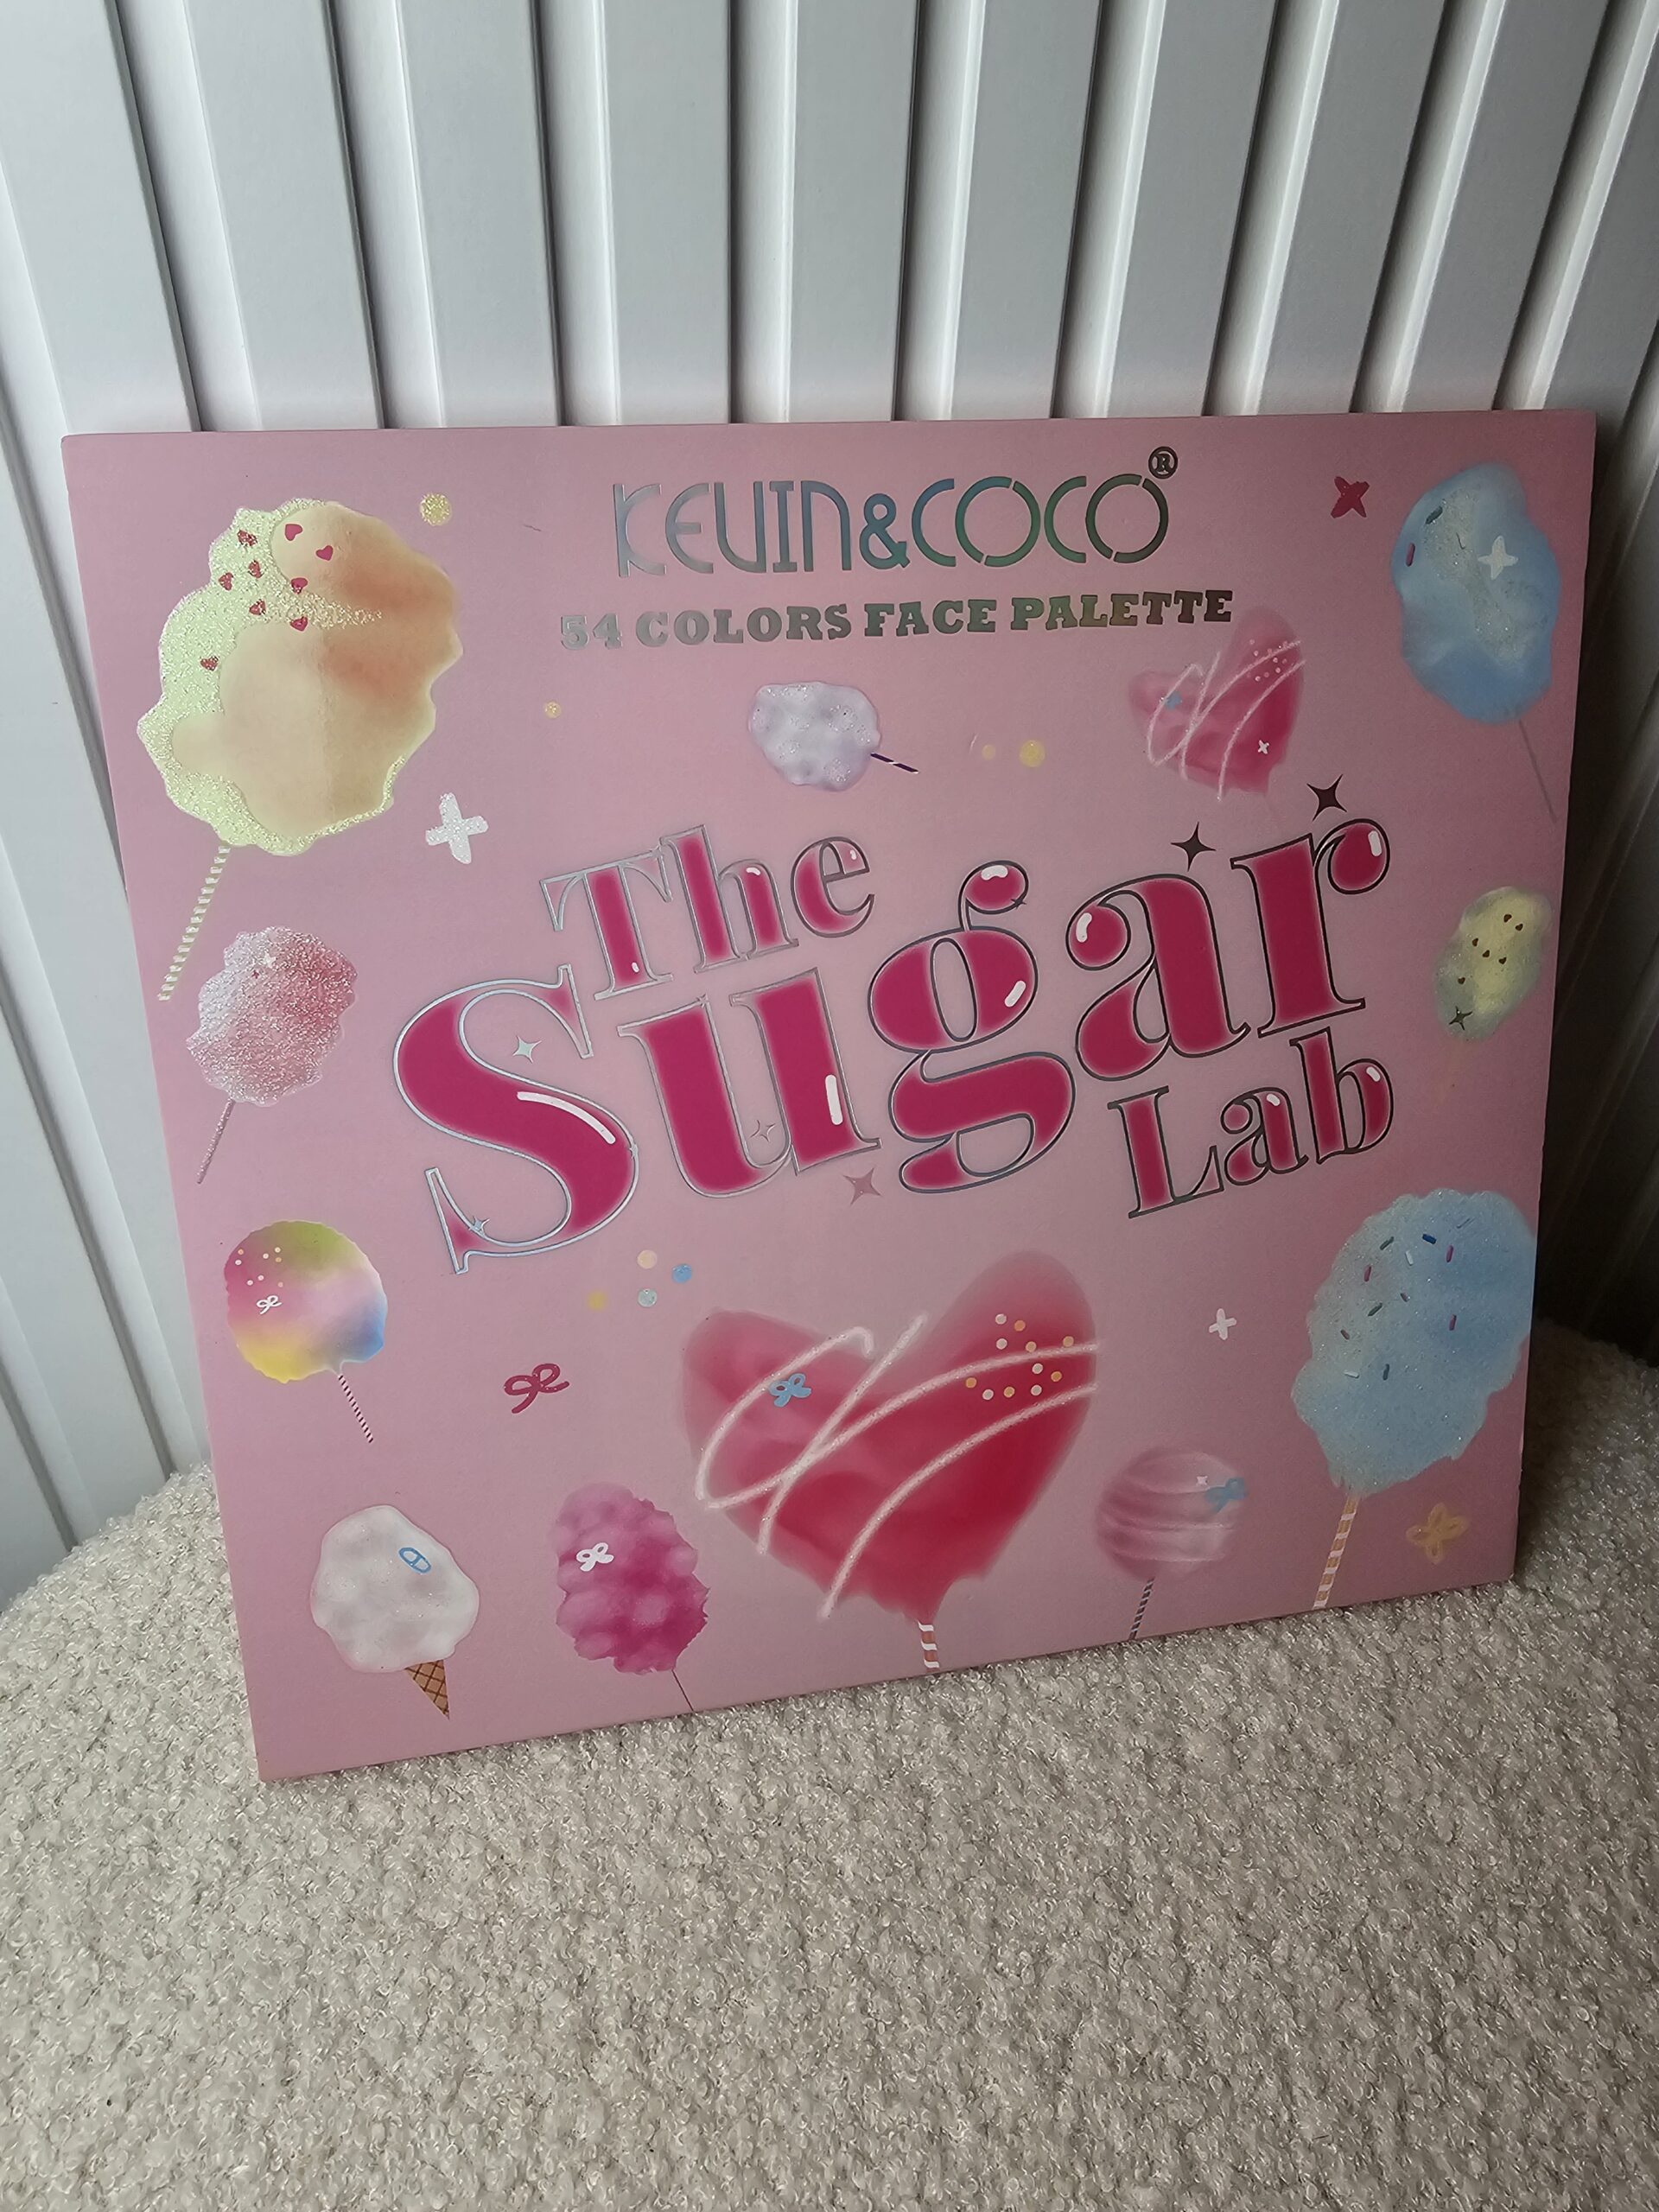 KEVIN&COCO®
54 COLORS FACE PALETTE
The
Sugar
Lab